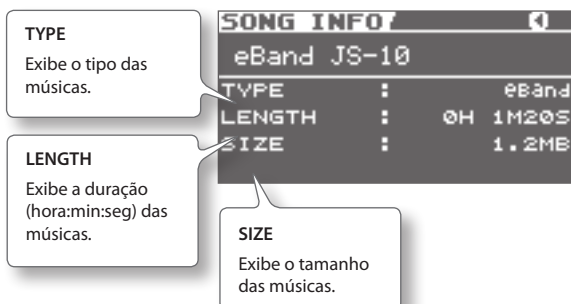 TYPE
Exibe o tipo das
músicas.
LENGTH
Exibe a duração
(hora:min:seg) das
músicas.
SONG INFO
eBand JS-10
TYPE : eBand
LENGTH : 0H 1M20S
SIZE : 1.2MB
SIZE
Exibe o tamanho
das músicas.